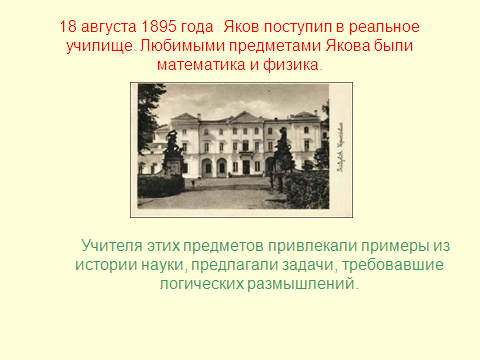 18 августа 1895 года Яков поступил в реальное
училище. Любимыми предметами Якова были
математика и физика.
Białystok
Учителя этих предметов привлекали примеры из
истории науки, предлагали задачи, требовавшие
логических размышлений.